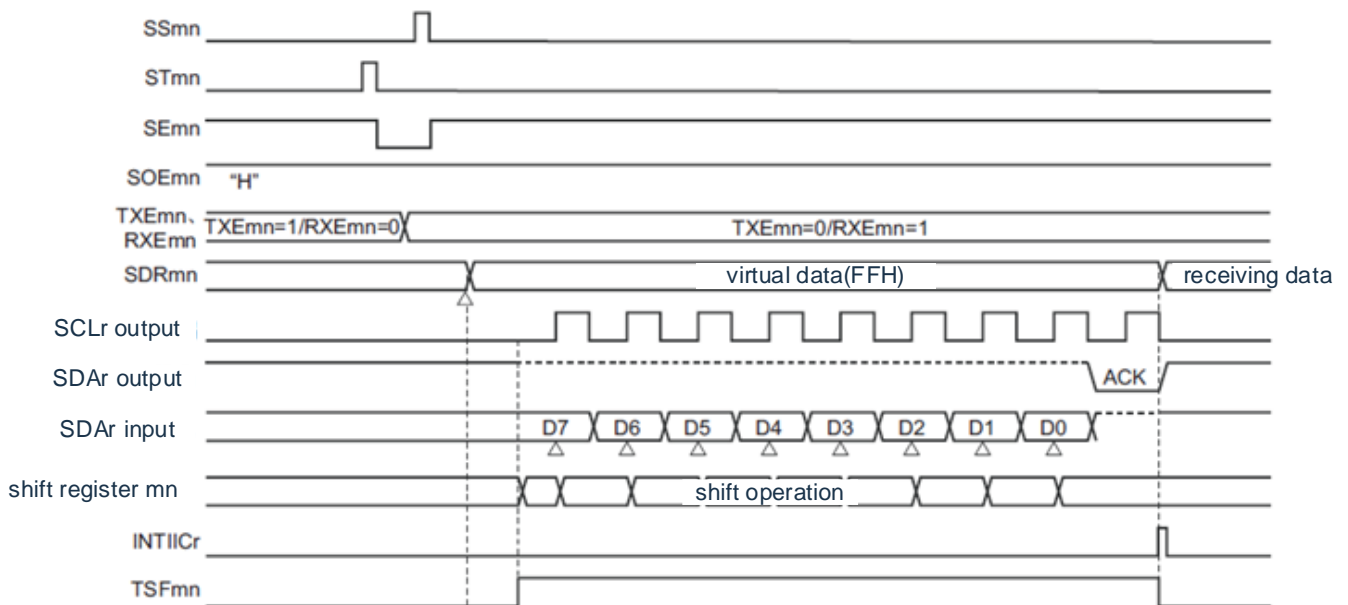 SSmn
STmn
SEmn
SOEmn "H"
TXEmn、
RXEmn
TXEmn=1/RXEmn=0 TXEmn=0/RXEmn=1
SDRmn virtual data(FFH) receiving data
SCLr output
SDAr output ACK
SDAr input D7 D6 D5 D4 D3 D2 D1 D0
shift register mn shift operation
INTIICr
TSFmn